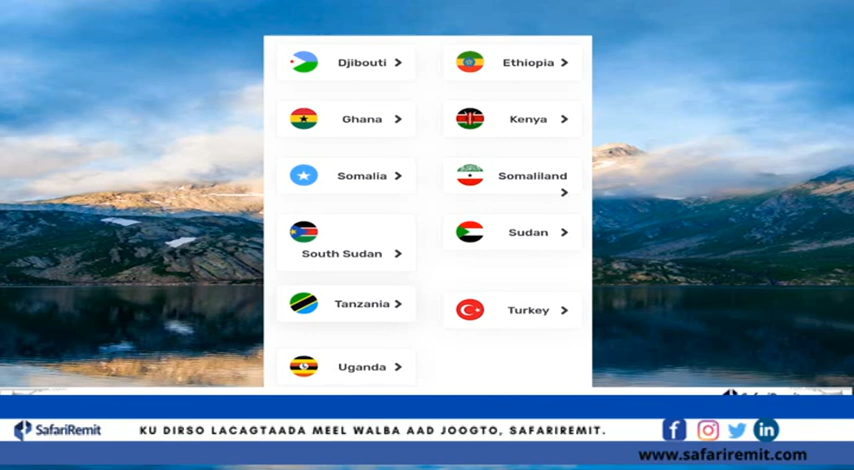 Djibouti
Ethiopia
Ghana
Kenya
Somalia
Somaliland
South Sudan
Sudan
Tanzania
Turkey
Uganda
SafariRemit
KU DIRSO LACAGTAADA MEEL WALBA AAD JOOGTO, SAFARIREMIT.
www.safariremit.com